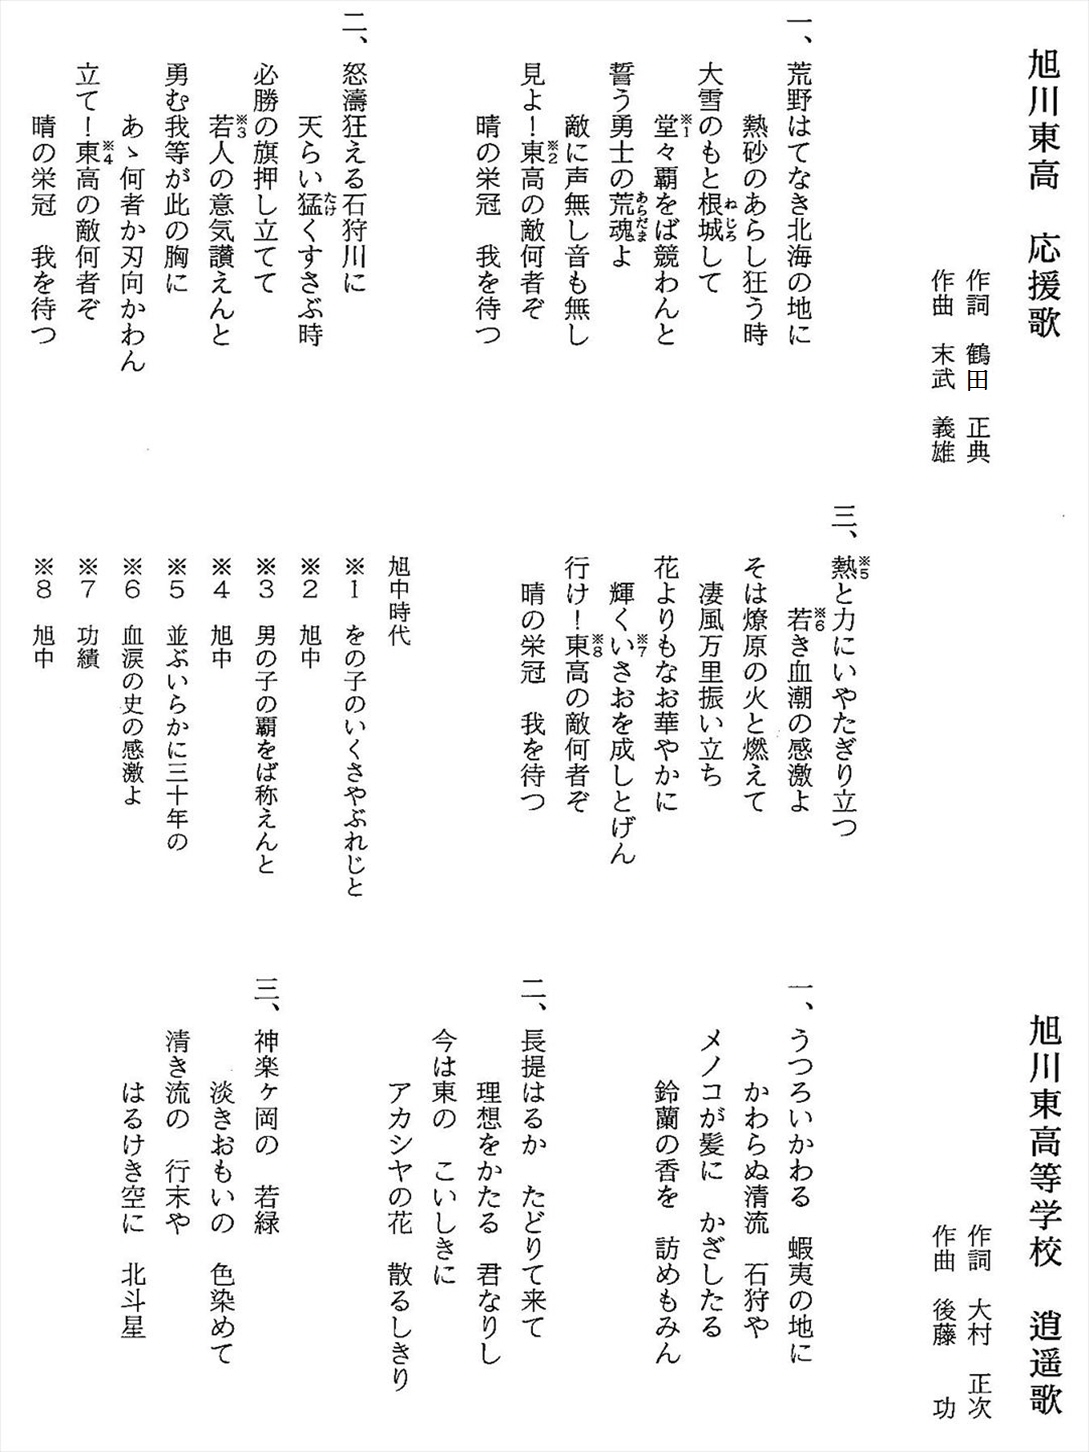 旭川東高　応援歌
作詞　鶴田　正典
作曲　末武　義雄
一、荒野はてなき北海の地に
熱砂のあらし狂う時
大雪のもと根城して
ねじろ
堂々覇をば競わんと
※1
誓う勇士の荒魂よ
あらだま
敵に声無し音も無し
見よ！東高の敵何者ぞ
※2
晴の栄冠　我を待つ
二、怒濤狂える石狩川に
天らい猛くすさぶ時
たけ
必勝の旗押し立てて
若人の意気讃えんと
※3
勇む我等が此の胸に
あゝ何者か刃向かわん
立て！東高の敵何者ぞ
※4
晴の栄冠　我を待つ
三、熱と力にいやたぎり立つ
※5
若き血潮の感激よ
※6
そは燎原の火と燃えて
凄風万里振い立ち
花よりもなお華やかに
輝くいさおを成しとげん
※7
行け！東高の敵何者ぞ
※8
晴の栄冠　我を待つ
旭中時代
※1　をの子のいくさやぶれじと
※2　旭中
※3　男の子の覇をば称えんと
※4　旭中
※5　並ぶいらかに三十年の
※6　血涙の史の感激よ
※7　功績
※8　旭中
旭川東高等学校　逍遥歌
作詞　大村　正次
作曲　後藤　功
一、うつろいかわる　蝦夷の地に
かわらぬ清流　石狩や
メノコが髪に　かざしたる
鈴蘭の香を　訪めもみん
二、長提はるか　たどりて来て
理想をかたる　君なりし
今は東の　こいしきに
アカシヤの花　散るしきり
三、神楽ヶ岡の　若緑
淡きおもいの　色染めて
清き流の　行末や
はるけき空に　北斗星